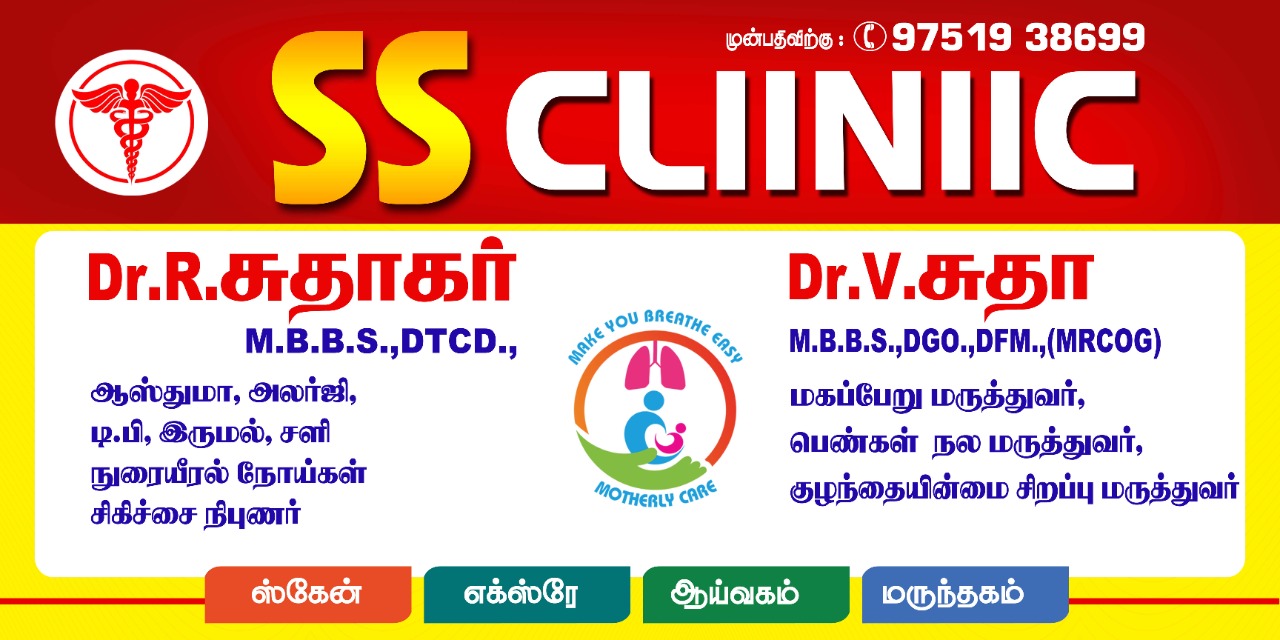 முன்பதிவிற்கு : 97519 38699
SS CLIINIIC
Dr.R.சுதாகர்
M.B.B.S.,DTCD.,
ஆஸ்துமா, அலர்ஜி,
டி.பி, இருமல், சளி
நுரையீரல் நோய்கள்
சிகிச்சை நிபுணர்
MAKE YOU BREATHE EASY
MOTHERLY CARE
Dr.V.சுதா
M.B.B.S.,DGO.,DFM.,(MRCOG)
மகப்பேறு மருத்துவர்,
பெண்கள் நல மருத்துவர்,
குழந்தையின்மை சிறப்பு மருத்துவர்
ஸ்கேன் எக்ஸ்ரே ஆய்வகம் மருந்தகம்